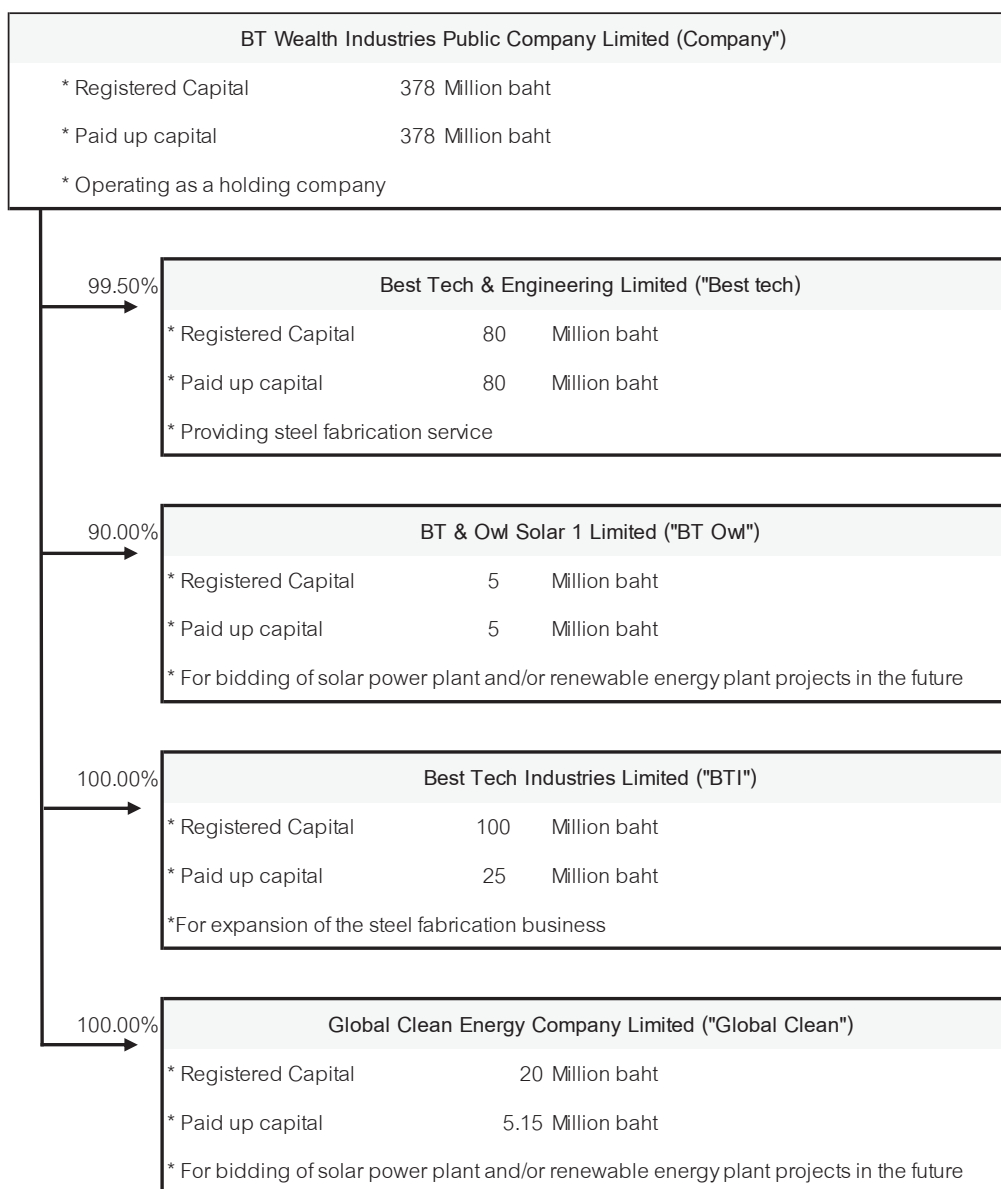 BT Wealth Industries Public Company Limited (Company")
* Registered Capital 378 Million baht
* Paid up capital 378 Million baht
* Operating as a holding company
99.50%
Best Tech & Engineering Limited ("Best tech)
* Registered Capital 80 Million baht
* Paid up capital 80 Million baht
* Providing steel fabrication service
90.00%
BT & Owl Solar 1 Limited ("BT Owl")
* Registered Capital 5 Million baht
* Paid up capital 5 Million baht
* For bidding of solar power plant and/or renewable energy plant projects in the future
100.00%
Best Tech Industries Limited ("BTI")
* Registered Capital 100 Million baht
* Paid up capital 25 Million baht
*For expansion of the steel fabrication business
100.00%
Global Clean Energy Company Limited ("Global Clean")
* Registered Capital 20 Million baht
* Paid up capital 5.15 Million baht
* For bidding of solar power plant and/or renewable energy plant projects in the future